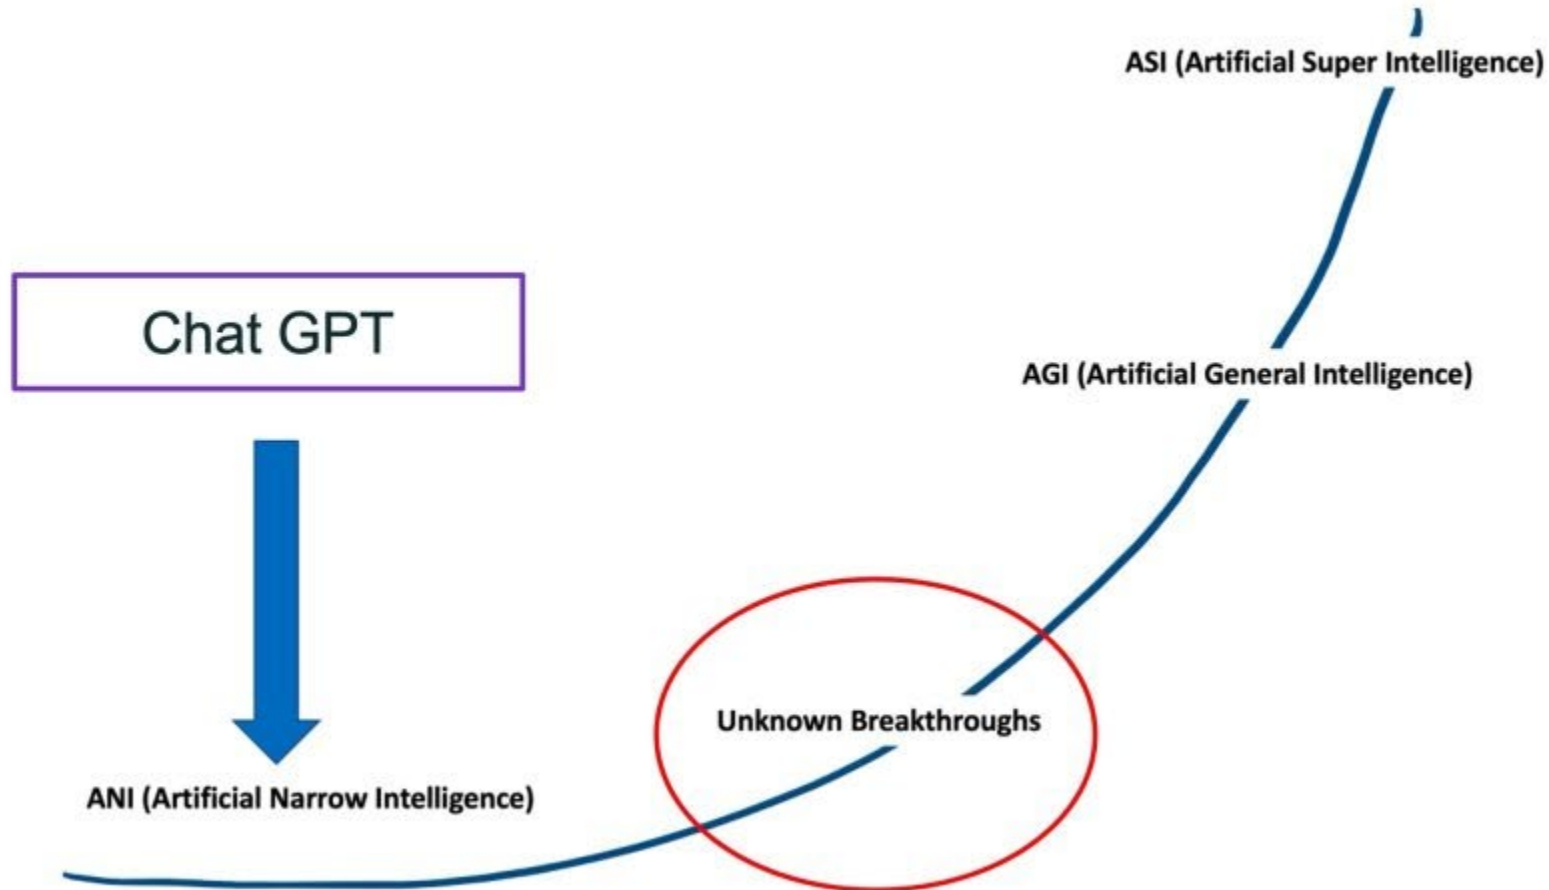 ASI (Artificial Super Intelligence)
Chat GPT
AGI (Artificial General Intelligence)
Unknown Breakthroughs
ANI (Artificial Narrow Intelligence)